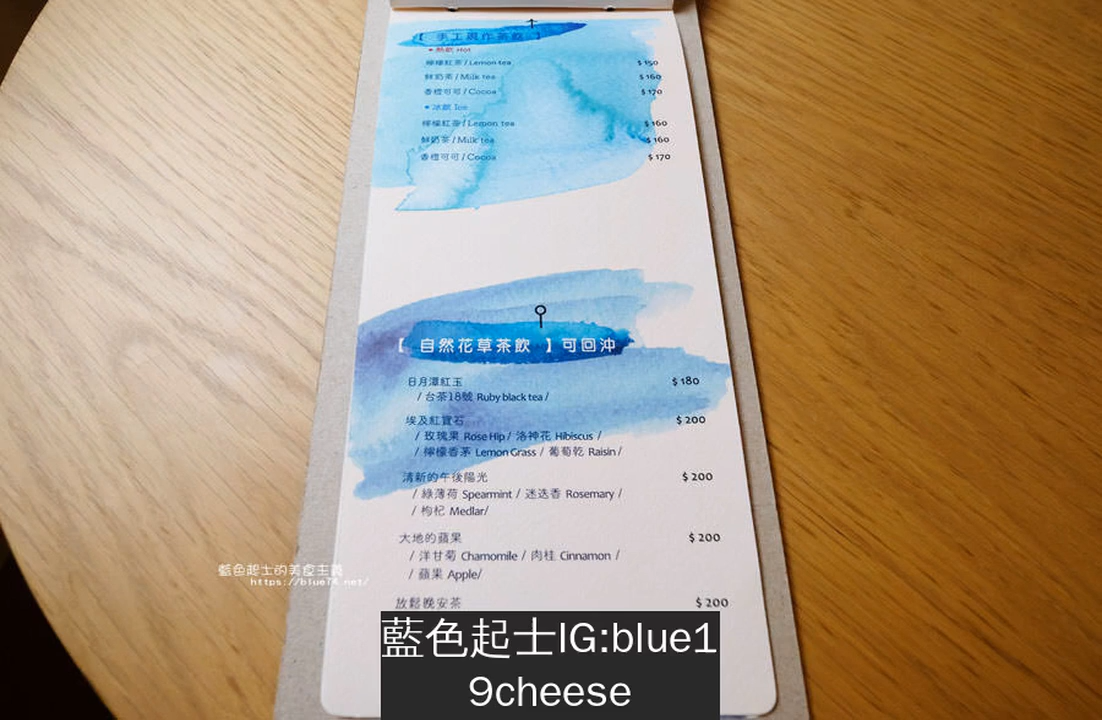 【 手工現作茶飲 】
• 熱飲 Hot
檸檬紅茶 / Lemon tea $ 150
鮮奶茶 / Milk tea $ 160
香橙可可 / Cocoa $ 170
• 冰飲 Ice
檸檬紅茶 / Lemon tea $ 160
鮮奶茶 / Milk tea $ 160
香橙可可 / Cocoa $ 170
【 自然花草茶飲 】可回沖
日月潭紅玉 $ 180
/ 台茶18號 Ruby black tea /
埃及紅寶石 $ 200
/ 玫瑰果 Rose Hip / 洛神花 Hibiscus /
/ 檸檬香茅 Lemon Grass / 葡萄乾 Raisin /
清新的午後陽光 $ 200
/ 綠薄荷 Spearmint / 迷迭香 Rosemary /
/ 枸杞 Medlar/
大地的蘋果 $ 200
/ 洋甘菊 Chamomile / 肉桂 Cinnamon /
/ 蘋果 Apple/
放鬆晚安茶 $ 200
藍色起士的美食主義
https://blue74.net/
藍色起士IG:blue1
9cheese